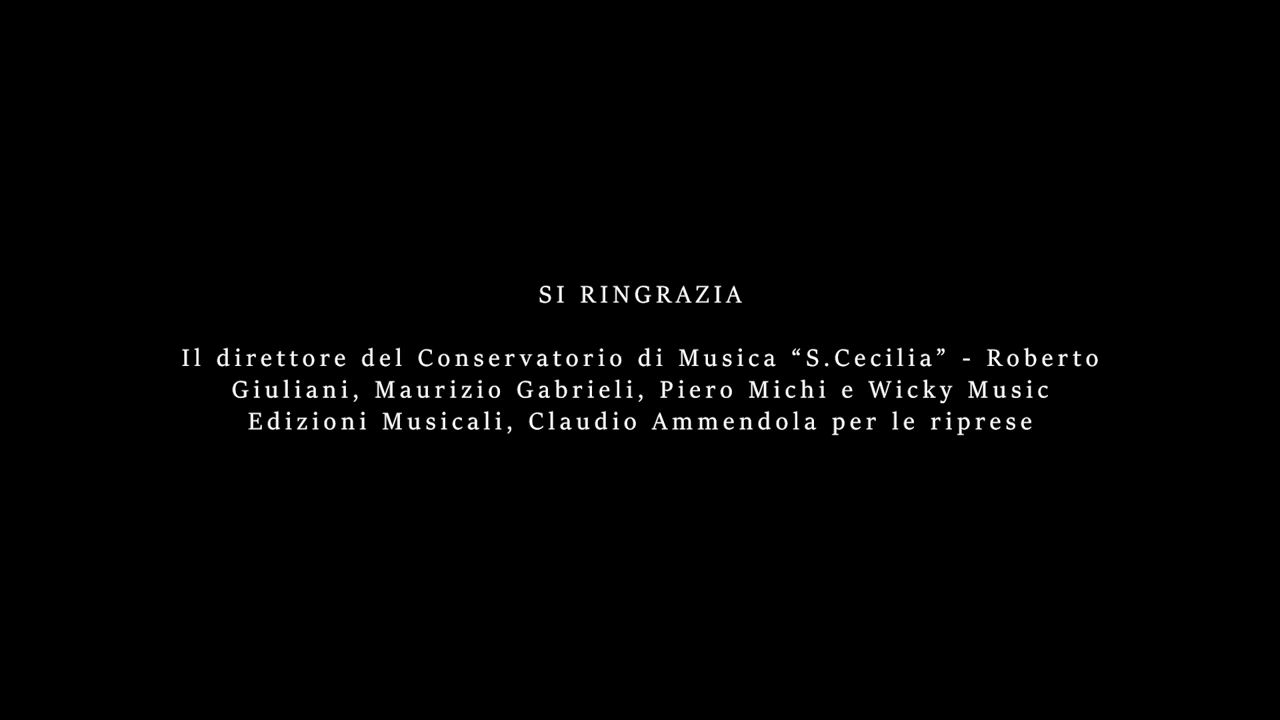 SI RINGRAZIA
Il direttore del Conservatorio di Musica “S.Cecilia” - Roberto
Giuliani, Maurizio Gabrieli, Piero Michi e Wicky Music
Edizioni Musicali, Claudio Ammendola per le riprese